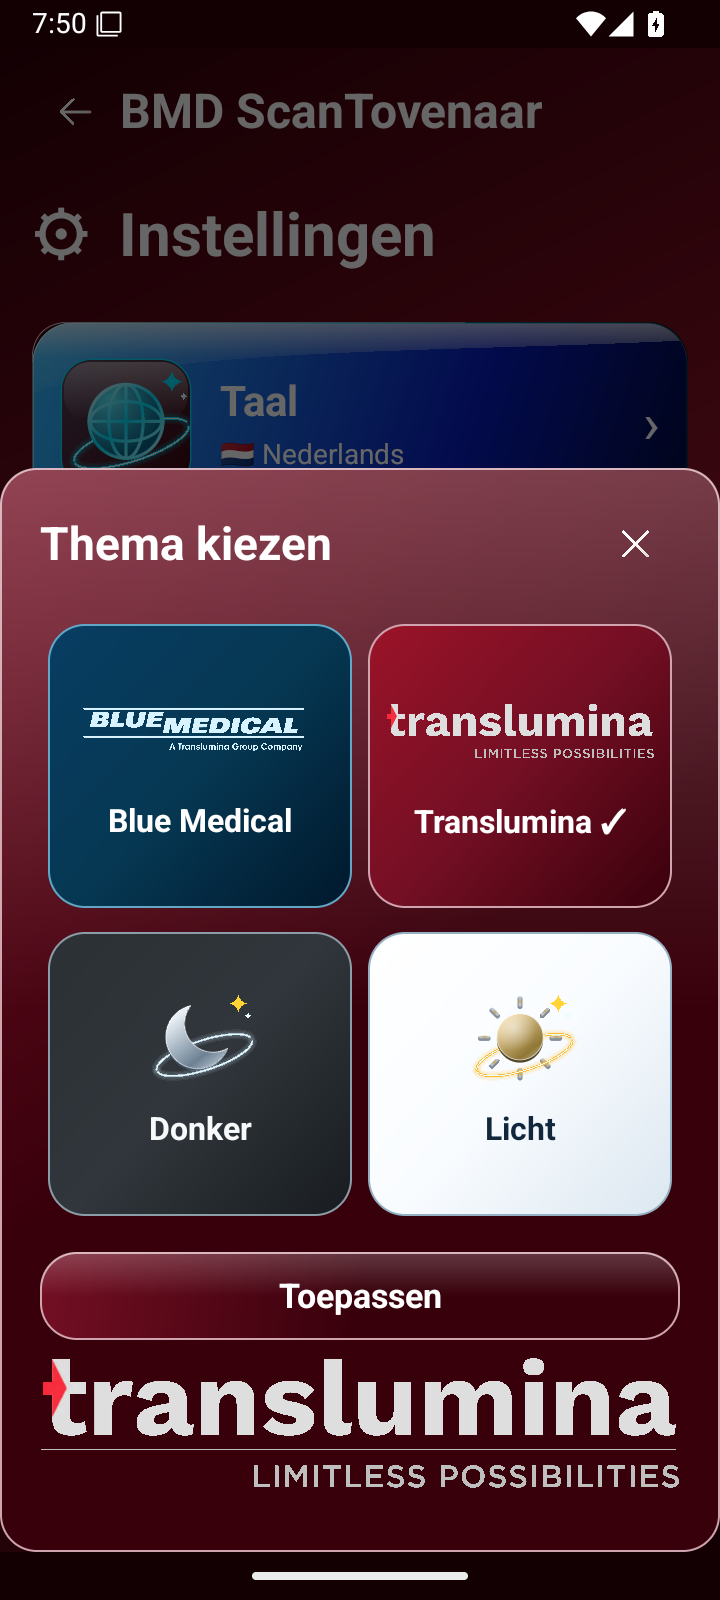 7:50
BMD ScanTovenaar
Instellingen
Taal
Nederlands
Thema kiezen
BLUEMEDICAL
A Translumina Group Company
Blue Medical
translumina
LIMITLESS POSSIBILITIES
Translumina ✓
Donker
Licht
Toepassen
translumina
LIMITLESS POSSIBILITIES